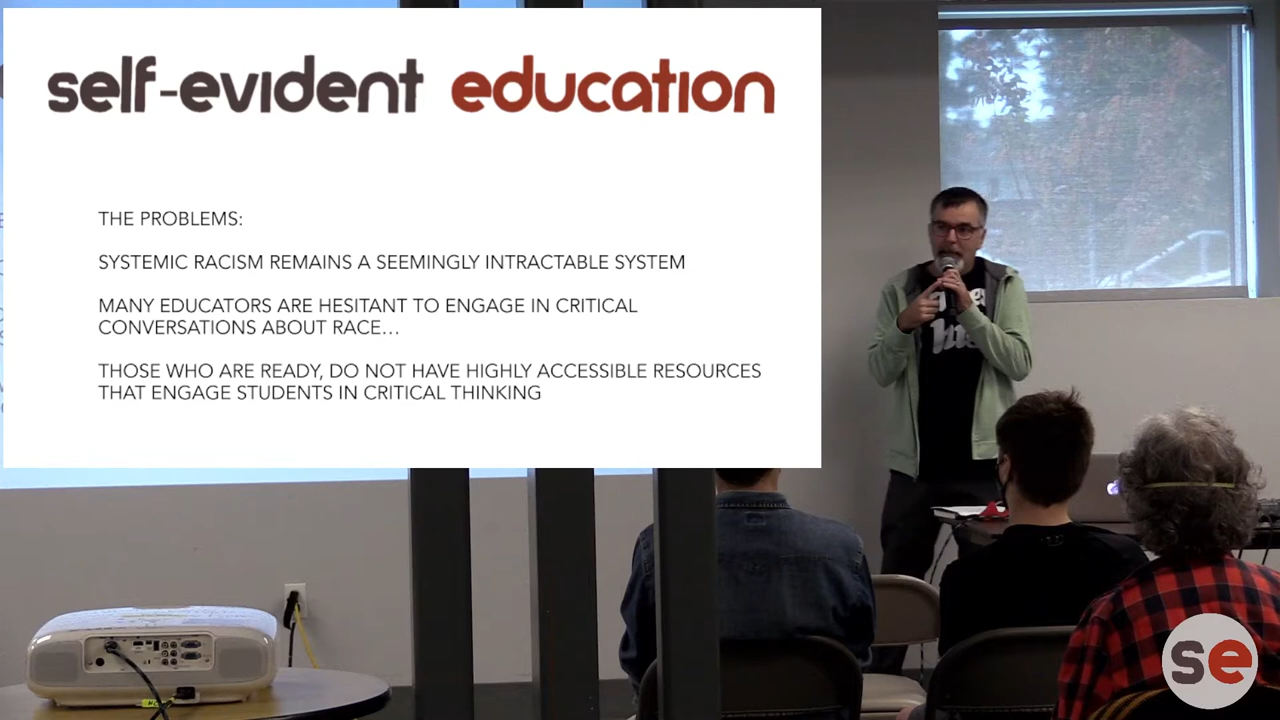 self-evident education
THE PROBLEMS:
SYSTEMIC RACISM REMAINS A SEEMINGLY INTRACTABLE SYSTEM
MANY EDUCATORS ARE HESITANT TO ENGAGE IN CRITICAL
CONVERSATIONS ABOUT RACE…
THOSE WHO ARE READY, DO NOT HAVE HIGHLY ACCESSIBLE RESOURCES
THAT ENGAGE STUDENTS IN CRITICAL THINKING
se